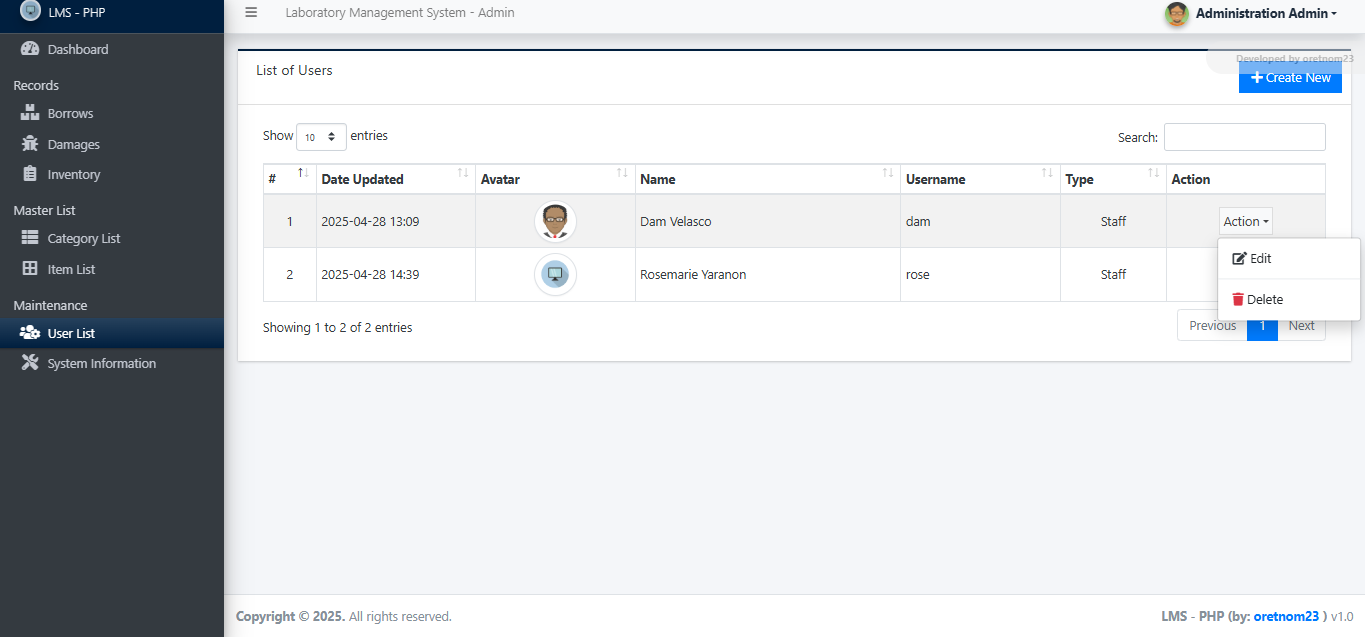 LMS - PHP
Laboratory Management System - Admin
Administration Admin
Dashboard
Records
Borrows
Damages
Inventory
Master List
Category List
Item List
Maintenance
User List
System Information
Developed by oretnom23
List of Users
Create New
Show 10 entries
Search:
# Date Updated Avatar Name Username Type Action
1 2025-04-28 13:09 Dam Velasco dam Staff Action
2 2025-04-28 14:39 Rosemarie Yaranon rose Staff
Edit
Delete
Showing 1 to 2 of 2 entries
Previous 1 Next
Copyright © 2025. All rights reserved.
LMS - PHP (by: oretnom23 ) v1.0